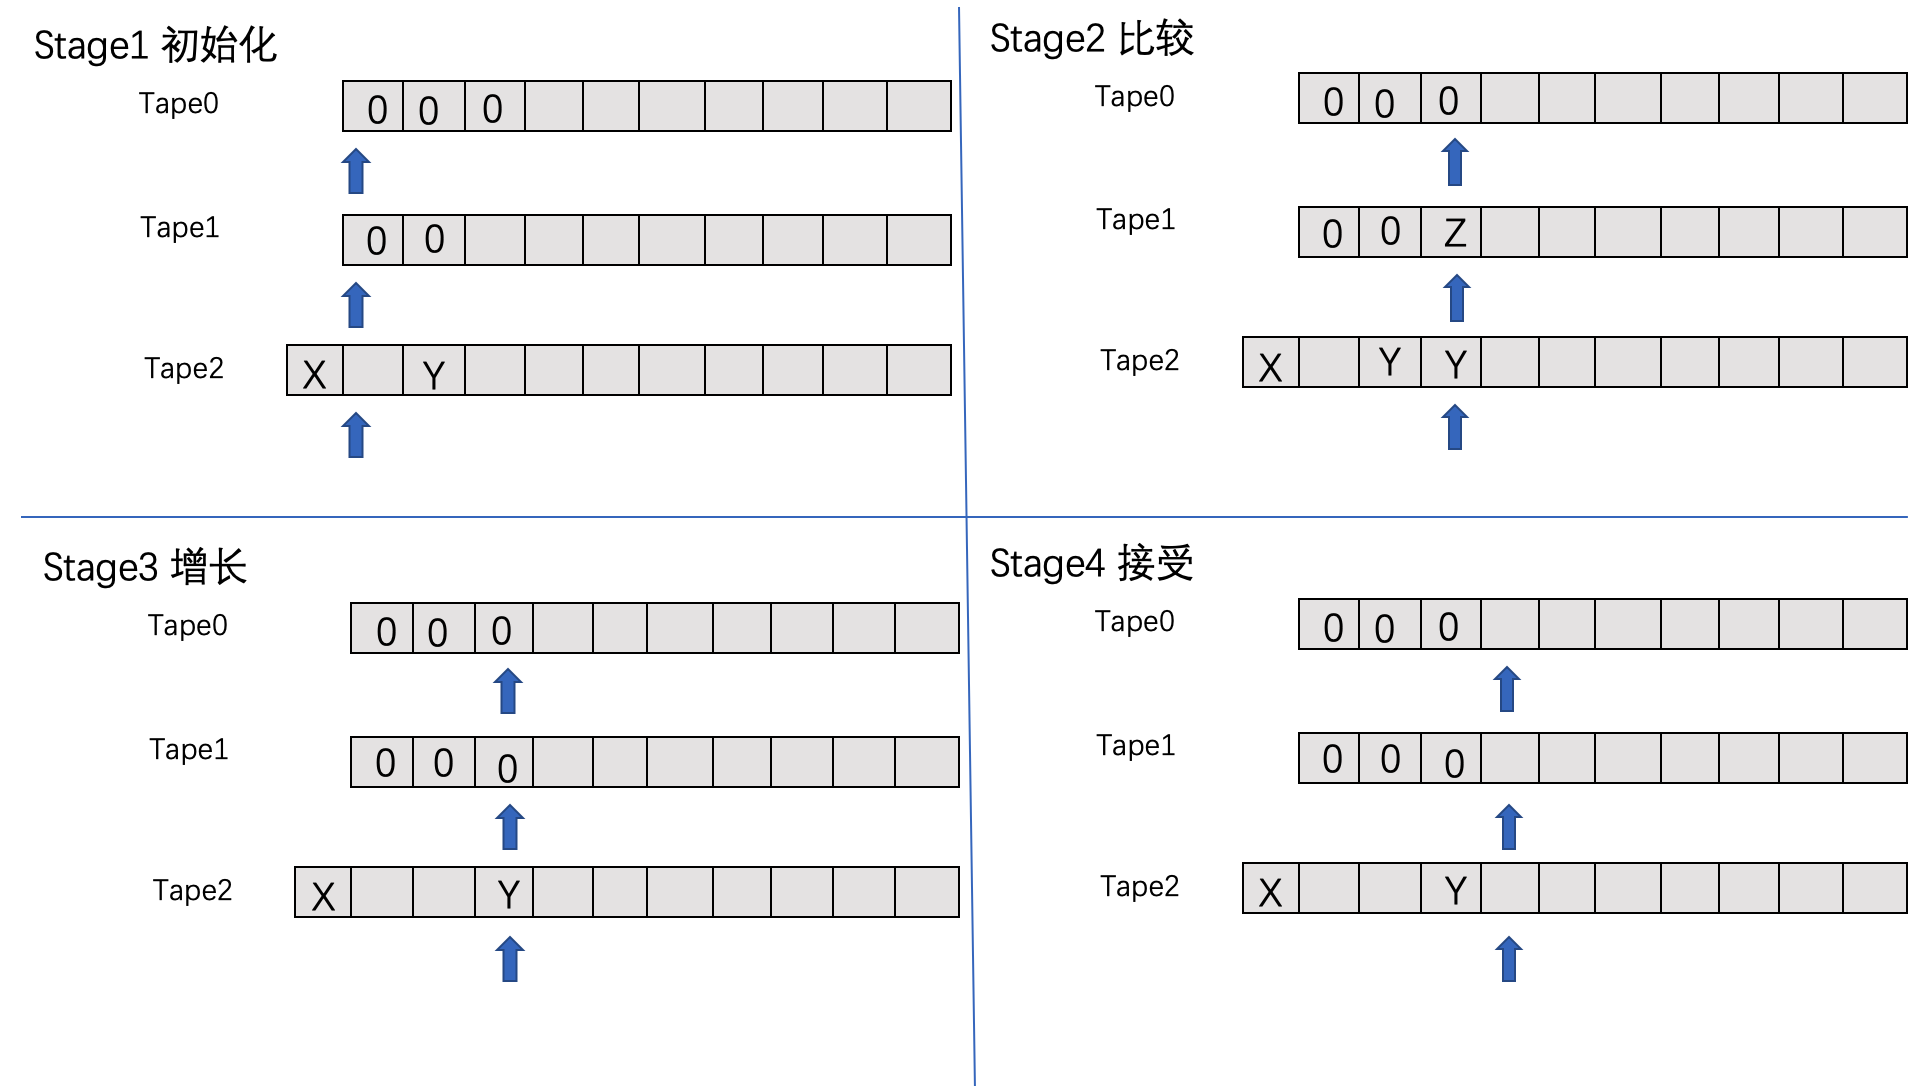 Stage1 初始化
Tape0 0 0 0
Tape1 0 0
Tape2 X Y
Stage2 比较
Tape0 0 0 0
Tape1 0 0 Z
Tape2 X Y Y
Stage3 增长
Tape0 0 0 0
Tape1 0 0 0
Tape2 X Y
Stage4 接受
Tape0 0 0 0
Tape1 0 0 0
Tape2 X Y